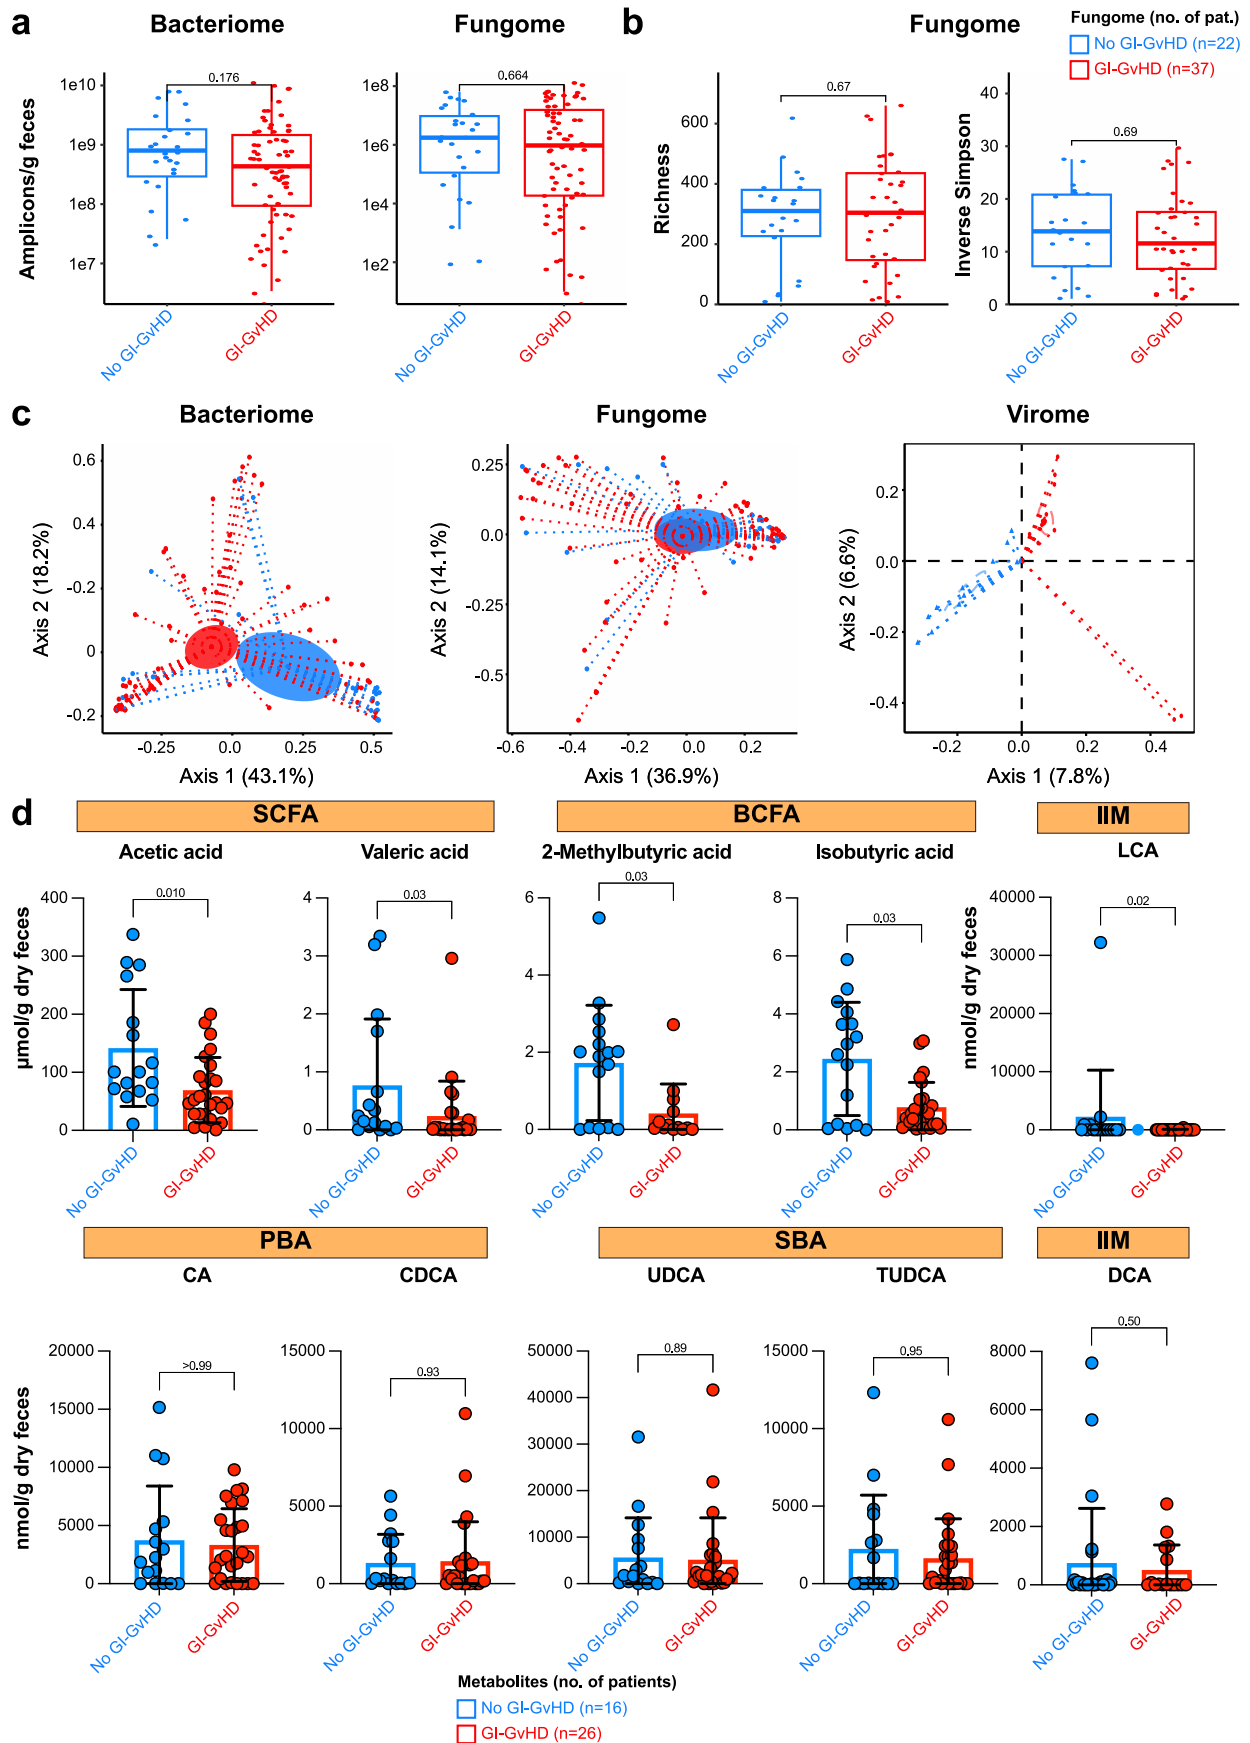 a
Bacteriome
Fungome
b
Fungome
Fungome (no. of pat.)
No GI-GvHD (n=22)
GI-GvHD (n=37)
Amplicons/g feces
1e10
1e9
1e8
1e7
0.176
No GI-GvHD
GI-GvHD
1e8
1e6
1e4
1e2
0.664
No GI-GvHD
GI-GvHD
Richness
600
400
200
0
0.67
No GI-GvHD
GI-GvHD
Inverse Simpson
40
30
20
10
0
0.69
No GI-GvHD
GI-GvHD
c
Bacteriome
Fungome
Virome
Axis 2 (18.2%)
0.6
0.4
-0.2
0
-0.2
-0.25
0.0
0.25
0.5
Axis 1 (43.1%)
Axis 2 (14.1%)
0.25
0.0
-0.25
-0.5
-0.6
-0.4
-0.2
0.0
0.2
Axis 1 (36.9%)
Axis 2 (6.6%)
0.2
0.0
-0.2
-0.4
-0.2
0.0
0.2
0.4
Axis 1 (7.8%)
d
SCFA
BCFA
IIM
Acetic acid
Valeric acid
2-Methylbutyric acid
Isobutyric acid
LCA
µmol/g dry feces
400
300
200
100
0
0.010
No GI-GvHD
GI-GvHD
4
3
2
1
0
0.03
No GI-GvHD
GI-GvHD
6
4
2
0
0.03
No GI-GvHD
GI-GvHD
8
6
4
2
0
0.03
No GI-GvHD
GI-GvHD
nmol/g dry feces
40000
30000
20000
10000
0
0.02
No GI-GvHD
GI-GvHD
PBA
SBA
IIM
CA
CDCA
UDCA
TUDCA
DCA
nmol/g dry feces
20000
15000
10000
5000
0
>0.99
No GI-GvHD
GI-GvHD
15000
10000
5000
0
0.93
No GI-GvHD
GI-GvHD
50000
40000
30000
20000
10000
0
0.89
No GI-GvHD
GI-GvHD
15000
10000
5000
0
0.95
No GI-GvHD
GI-GvHD
8000
6000
4000
2000
0
0.50
No GI-GvHD
GI-GvHD
Metabolites (no. of patients)
No GI-GvHD (n=16)
GI-GvHD (n=26)